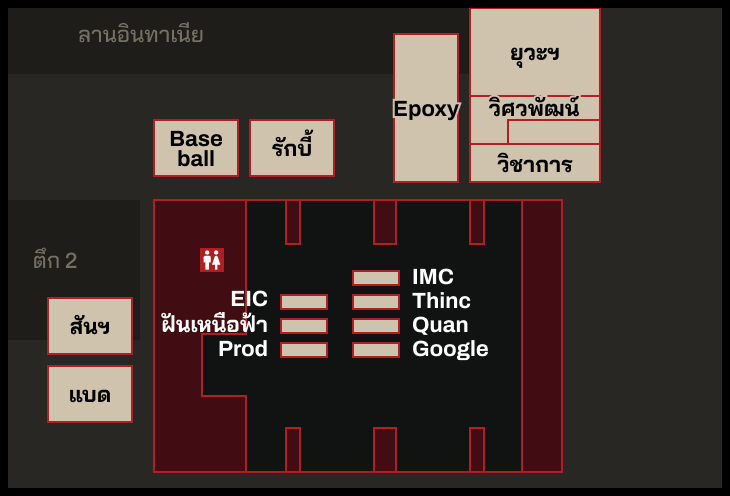 ลานอินทาเนีย
ยุวะฯ
Epoxy
วิศวพัฒน์
Base
ball
รักบี้
วิชาการ
ตึก 2
IMC
EIC
Thinc
สันฯ
ฝันเหนือฟ้า
Quan
Prod
Google
แบด